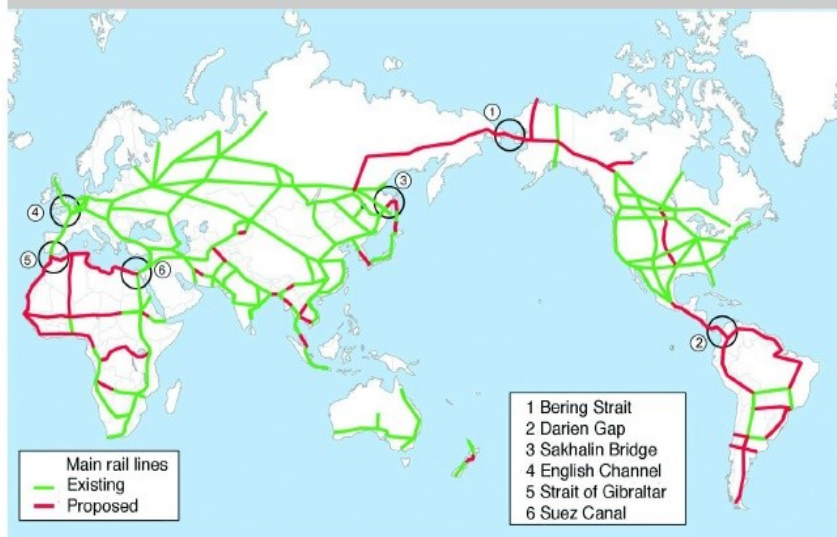 1
3
4
5
6
2
1 Bering Strait
2 Darien Gap
3 Sakhalin Bridge
4 English Channel
5 Strait of Gibraltar
6 Suez Canal
Main rail lines
Existing
Proposed